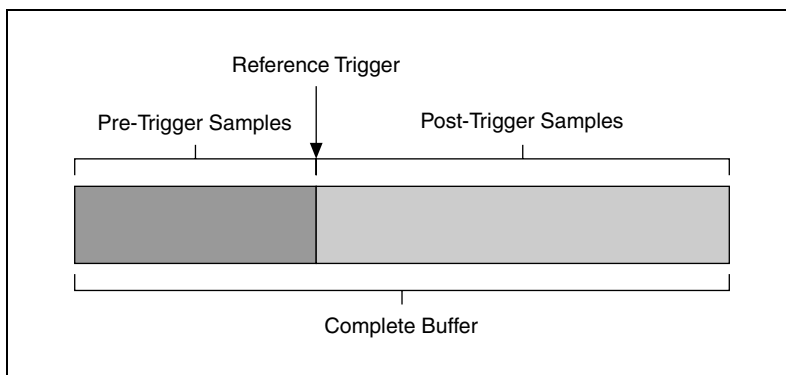 Reference Trigger
Pre-Trigger Samples
Post-Trigger Samples
Complete Buffer